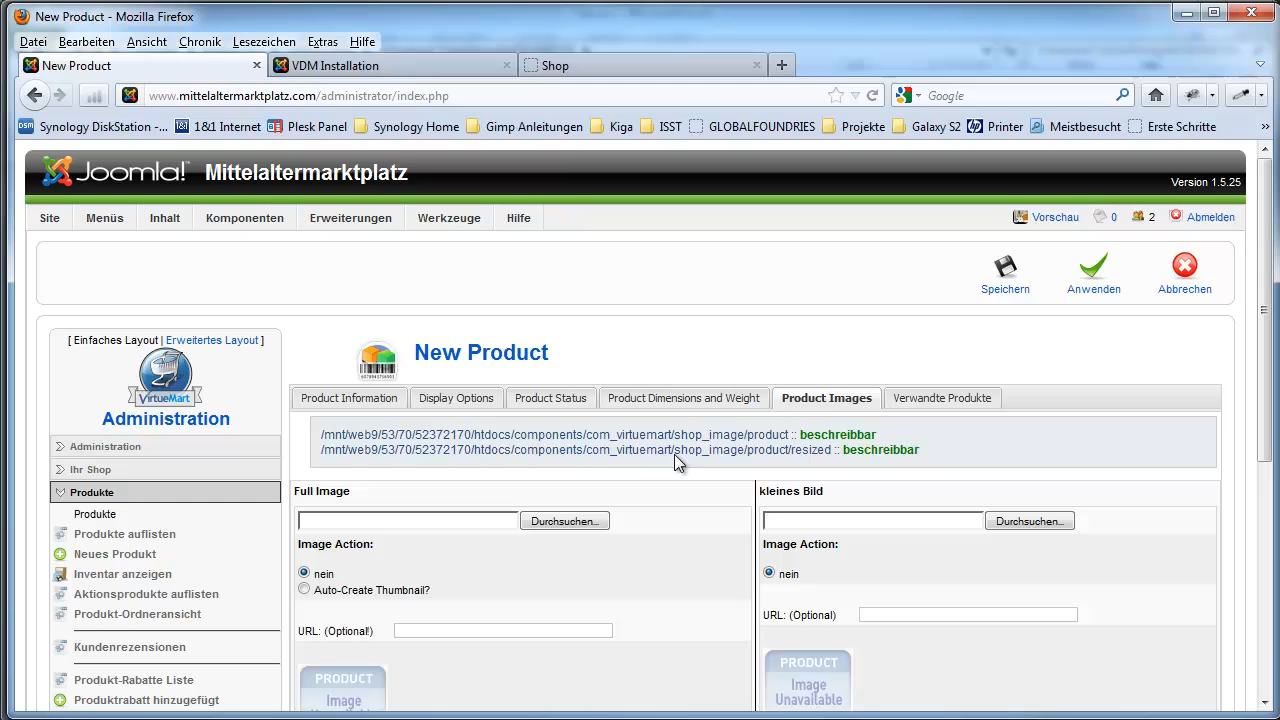 New Product - Mozilla Firefox
Datei Bearbeiten Ansicht Chronik Lesezeichen Extras Hilfe
New Product VDM Installation Shop
www.mittelaltermarktplatz.com/administrator/index.php Google
DSM Synology DiskStation -... 1&1 Internet Plesk Panel Synology Home Gimp Anleitungen Kiga ISST GLOBALFOUNDRIES Projekte Galaxy S2 Printer Meistbesucht Erste Schritte
Joomla! Mittelaltermarktplatz
Version 1.5.25
Site Menüs Inhalt Komponenten Erweiterungen Werkzeuge Hilfe Vorschau 0 2 Abmelden
Speichern Anwenden Abbrechen
[ Einfaches Layout | Erweitertes Layout ]
VirtueMart
Administration
New Product
Product Information Display Options Product Status Product Dimensions and Weight Product Images Verwandte Produkte
/mnt/web9/53/70/52372170/htdocs/components/com_virtuemart/shop_image/product :: beschreibbar
/mnt/web9/53/70/52372170/htdocs/components/com_virtuemart/shop_image/product/resized :: beschreibbar
Administration
Ihr Shop
Produkte
Produkte
Produkte auflisten
Neues Produkt
Inventar anzeigen
Aktionsprodukte auflisten
Produkt-Ordneransicht
Kundenrezensionen
Produkt-Rabatte Liste
Produktrabatt hinzugefügt
Full Image
Durchsuchen...
Image Action:
nein
Auto-Create Thumbnail?
URL: (Optional!)
PRODUCT
Image
kleines Bild
Durchsuchen...
Image Action:
nein
URL: (Optional)
PRODUCT
Image
Unavailable